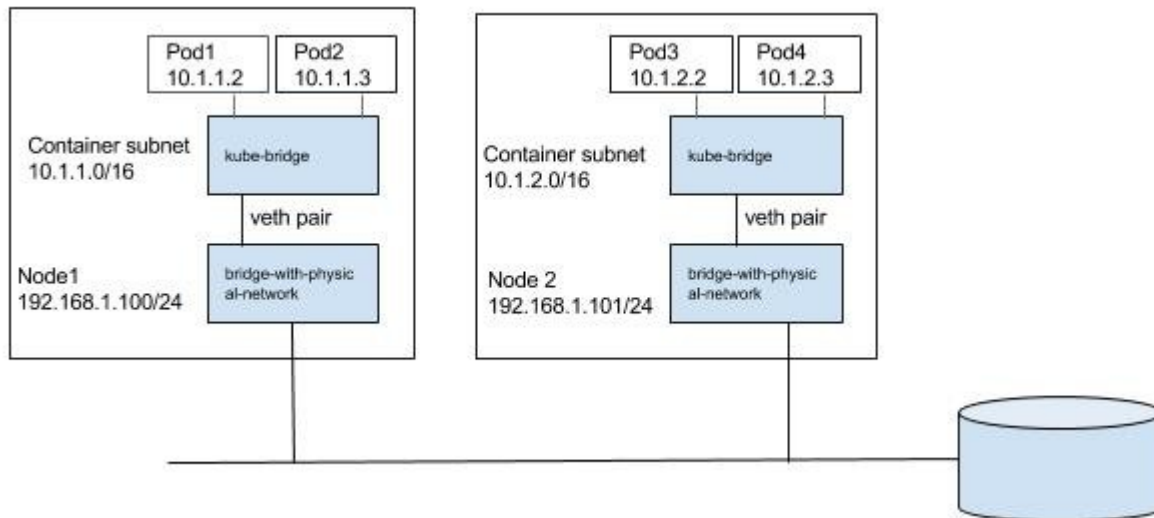 Pod1
10.1.1.2
Pod2
10.1.1.3
Container subnet
10.1.1.0/16
kube-bridge
veth pair
Node1
192.168.1.100/24
bridge-with-physic
al-network
Pod3
10.1.2.2
Pod4
10.1.2.3
Container subnet
10.1.2.0/16
kube-bridge
veth pair
Node 2
192.168.1.101/24
bridge-with-physic
al-network